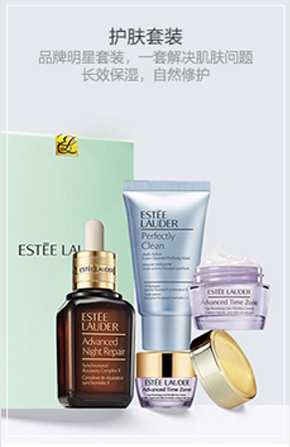 护肤套装
品牌明星套装，一套解决肌肤问题
长效保湿，自然修护
ESTĒE LAU
ESTĒE
LAUDER
Perfectly
Clean
ESTĒE LAUDER
Advanced Time Zone
ESTĒE
LAUDER
Advanced
Night Repair
Synchronized
Recovery Complex II
ESTĒE LAUDER
Advanced Time Zone